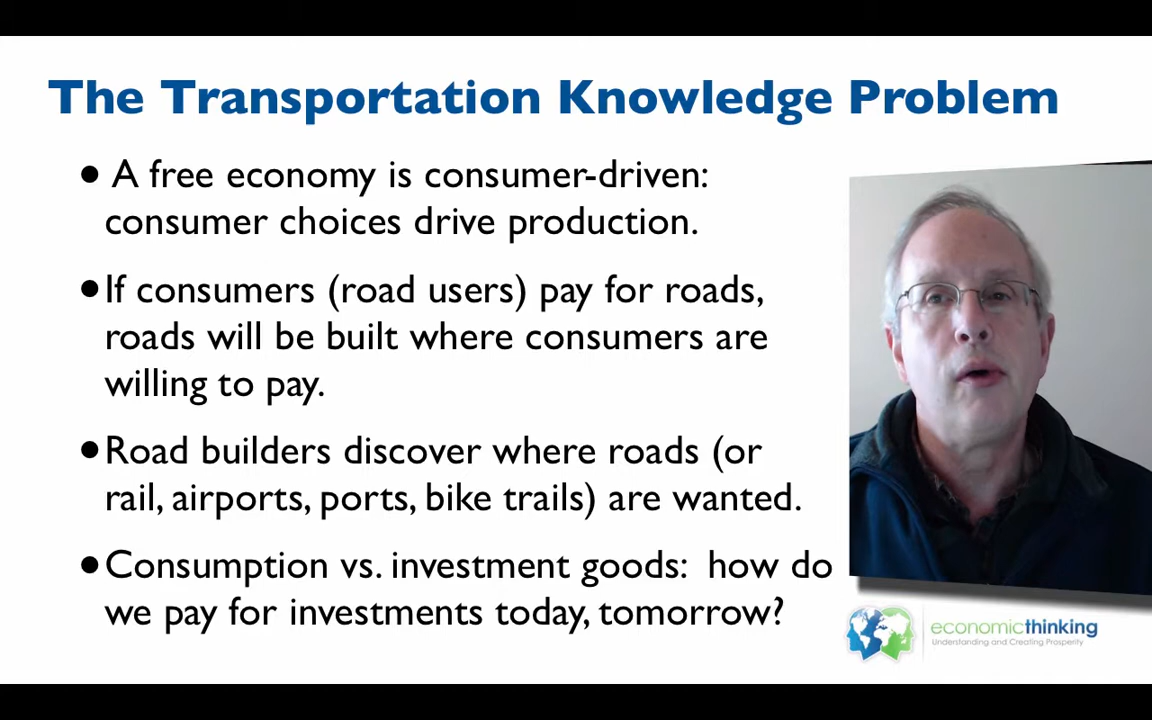 The Transportation Knowledge Problem
• A free economy is consumer-driven:
consumer choices drive production.
•If consumers (road users) pay for roads,
roads will be built where consumers are
willing to pay.
•Road builders discover where roads (or
rail, airports, ports, bike trails) are wanted.
•Consumption vs. investment goods:  how do
we pay for investments today, tomorrow?
economicthinking
Understanding and Creating Prosperity